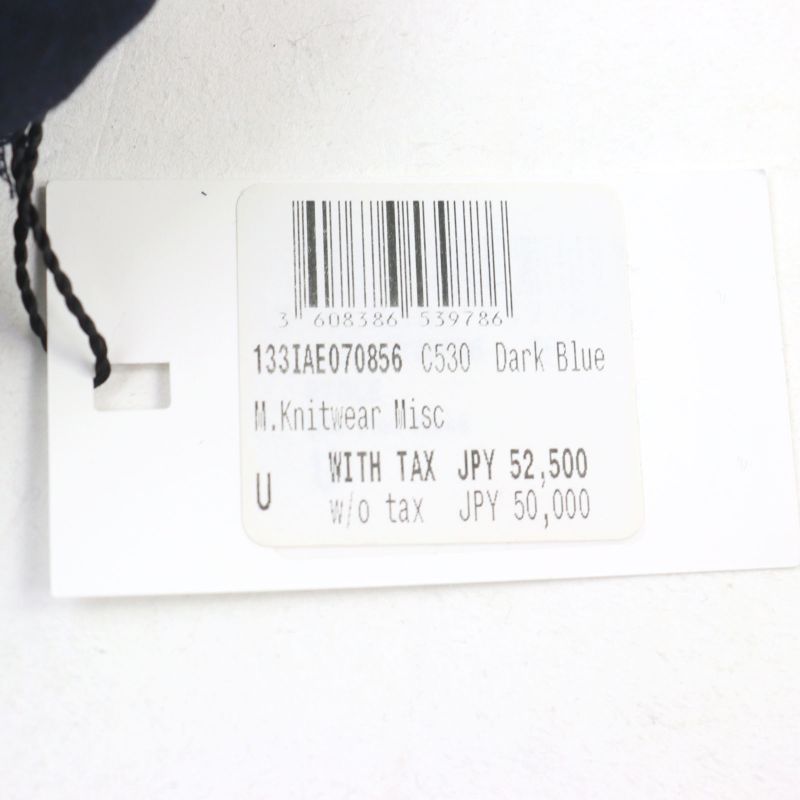 3 608386 539786
133IAE070856 C530 Dark Blue
M.Knitwear Misc
WITH TAX JPY 52,500
U w/o tax JPY 50,000